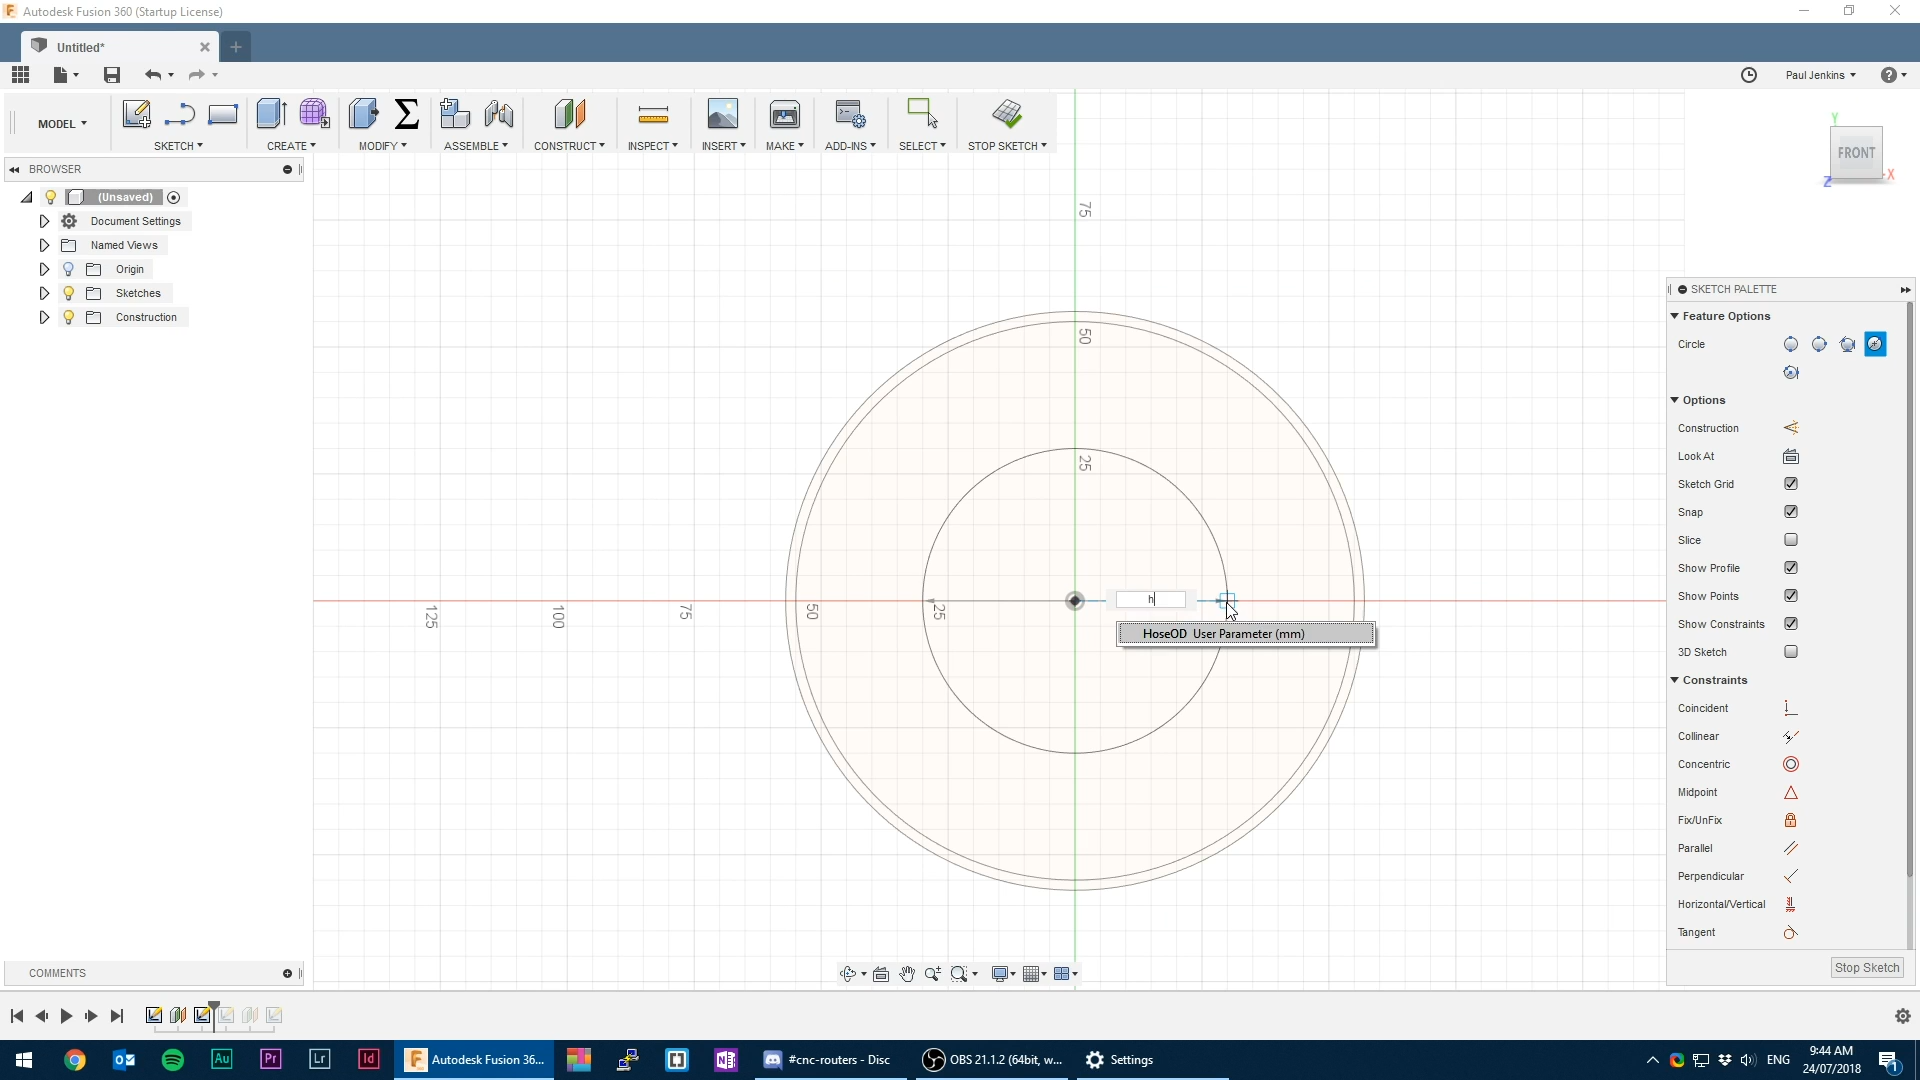 Autodesk Fusion 360 (Startup License)
Untitled*
Paul Jenkins
MODEL
SKETCH
CREATE
MODIFY
ASSEMBLE
CONSTRUCT
INSPECT
INSERT
MAKE
ADD-INS
SELECT
STOP SKETCH
BROWSER
(Unsaved)
Document Settings
Named Views
Origin
Sketches
Construction
Y
FRONT
Z
X
75
50
25
125
100
75
50
25
h
HoseOD User Parameter (mm)
SKETCH PALETTE
Feature Options
Circle
Options
Construction
Look At
Sketch Grid
Snap
Slice
Show Profile
Show Points
Show Constraints
3D Sketch
Constraints
Coincident
Collinear
Concentric
Midpoint
Fix/UnFix
Parallel
Perpendicular
Horizontal/Vertical
Tangent
Stop Sketch
COMMENTS
Au
Pr
Lr
Id
Autodesk Fusion 36...
#cnc-routers - Disc
OBS 21.1.2 (64bit, w...
Settings
ENG
9:44 AM
24/07/2018
1